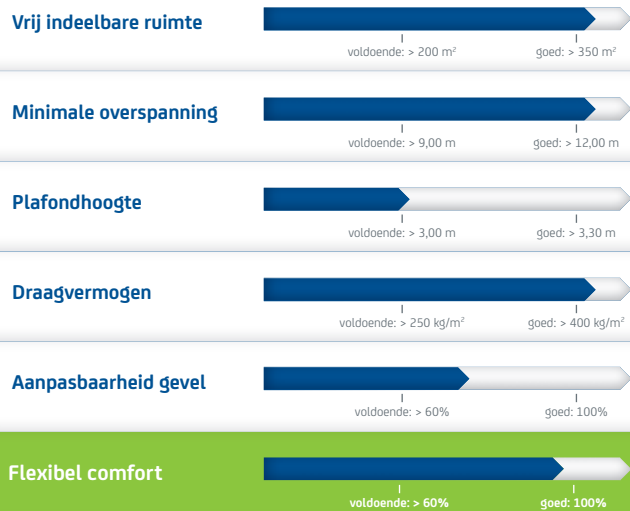 Vrij indeelbare ruimte
voldoende: > 200 m²
goed: > 350 m²
Minimale overspanning
voldoende: > 9,00 m
goed: > 12,00 m
Plafondhoogte
voldoende: > 3,00 m
goed: > 3,30 m
Draagvermogen
voldoende: > 250 kg/m²
goed: > 400 kg/m²
Aanpasbaarheid gevel
voldoende: > 60%
goed: 100%
Flexibel comfort
voldoende: > 60%
goed: 100%